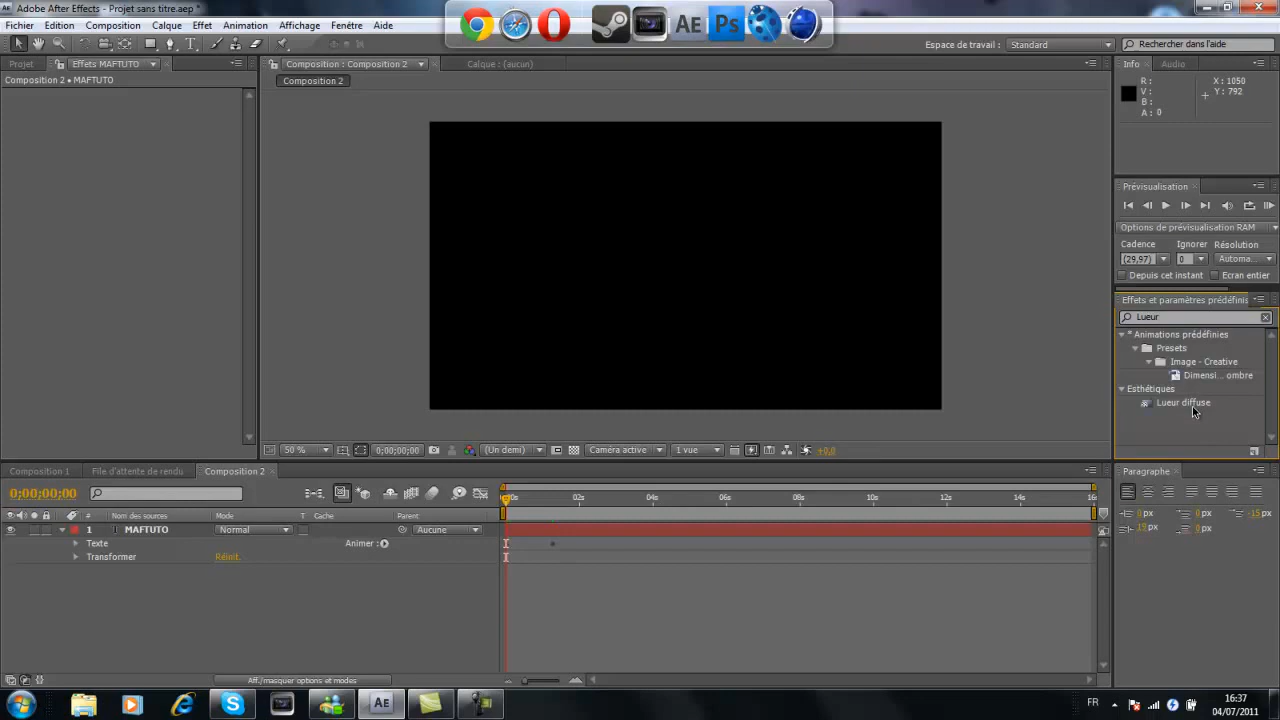 Adobe After Effects - Projet sans titre.aep *
Fichier Edition Composition Calque Effet Animation Affichage Fenêtre Aide
Ae Ps
Espace de travail : Standard
Rechercher dans l'aide
Projet Effets MAFTUTO
Composition : Composition 2
Calque : (aucun)
Info Audio
Composition 2 • MAFTUTO
Composition 2
R : X : 1050
V : Y : 792
B :
A : 0
Prévisualisation
Options de prévisualisation RAM
Cadence Ignorer Résolution
(29,97) 0 Automa...
Depuis cet instant Ecran entier
Effets et paramètres prédéfinis
Lueur
* Animations prédéfinies
Presets
Image - Creative
Dimensi... ombre
Esthétiques
Lueur diffuse
50 % 0;00;00;00 (Un demi) Caméra active 1 vue +0,0
Composition 1 File d'attente de rendu Composition 2
Paragraphe
0;00;00;00
02s 04s 06s 08s 10s 12s 14s 16s
# Nom des sources Mode T Cache Parent
0 px 0 px -15 px
19 px 0 px
1 T MAFTUTO Normal Aucune
Texte Animer :
Transformer Réinit.
Aff./masquer options et modes
Ae
FR
16:37
04/07/2011